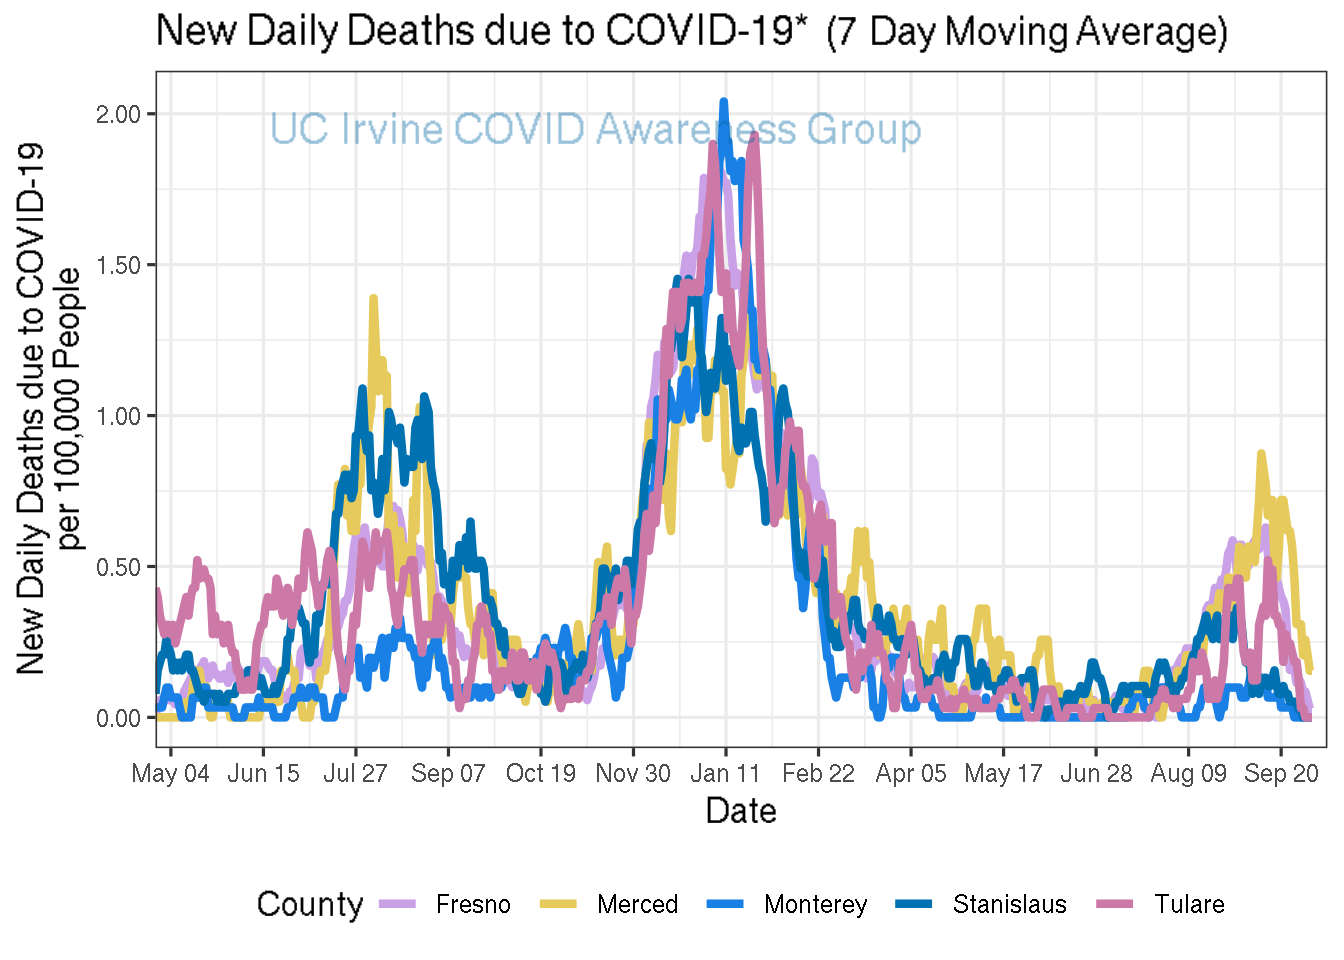 New Daily Deaths due to COVID-19* (7 Day Moving Average)
UC Irvine COVID Awareness Group
New Daily Deaths due to COVID-19
per 100,000 People
2.00
1.50
1.00
0.50
0.00
May 04 Jun 15 Jul 27 Sep 07 Oct 19 Nov 30 Jan 11 Feb 22 Apr 05 May 17 Jun 28 Aug 09 Sep 20
Date
County Fresno Merced Monterey Stanislaus Tulare